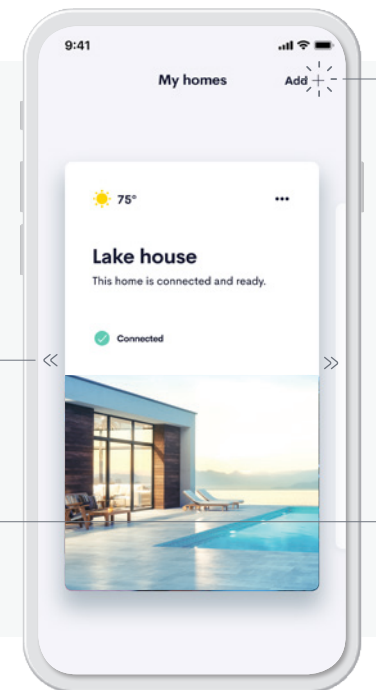 9:41
My homes
Add
75°
Lake house
This home is connected and ready.
Connected